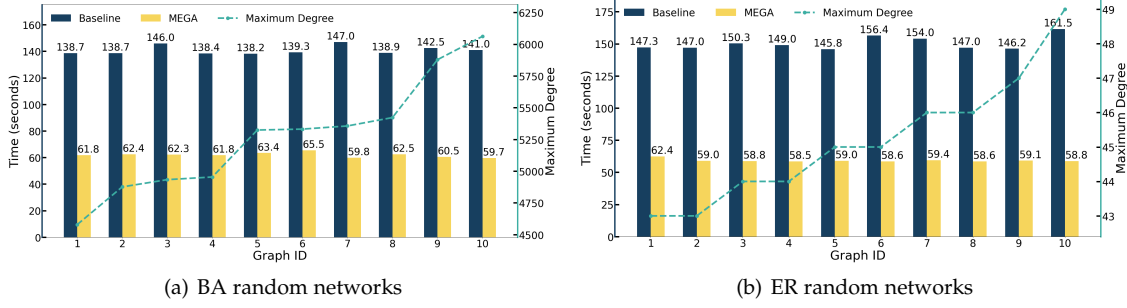 Baseline MEGA Maximum Degree
160
140
120
100
80
60
40
20
0
Time (seconds)
138.7 138.7 146.0 138.4 138.2 139.3 147.0 138.9 142.5 141.0
61.8 62.4 62.3 61.8 63.4 65.5 59.8 62.5 60.5 59.7
6250
6000
5750
5500
5250
5000
4750
4500
Maximum Degree
1 2 3 4 5 6 7 8 9 10
Graph ID
(a) BA random networks
Baseline MEGA Maximum Degree
175
150
125
100
75
50
25
0
Time (seconds)
147.3 147.0 150.3 149.0 145.8 156.4 154.0 147.0 146.2 161.5
62.4 59.0 58.8 58.5 59.0 58.6 59.4 58.6 59.1 58.8
49
48
47
46
45
44
43
Maximum Degree
1 2 3 4 5 6 7 8 9 10
Graph ID
(b) ER random networks